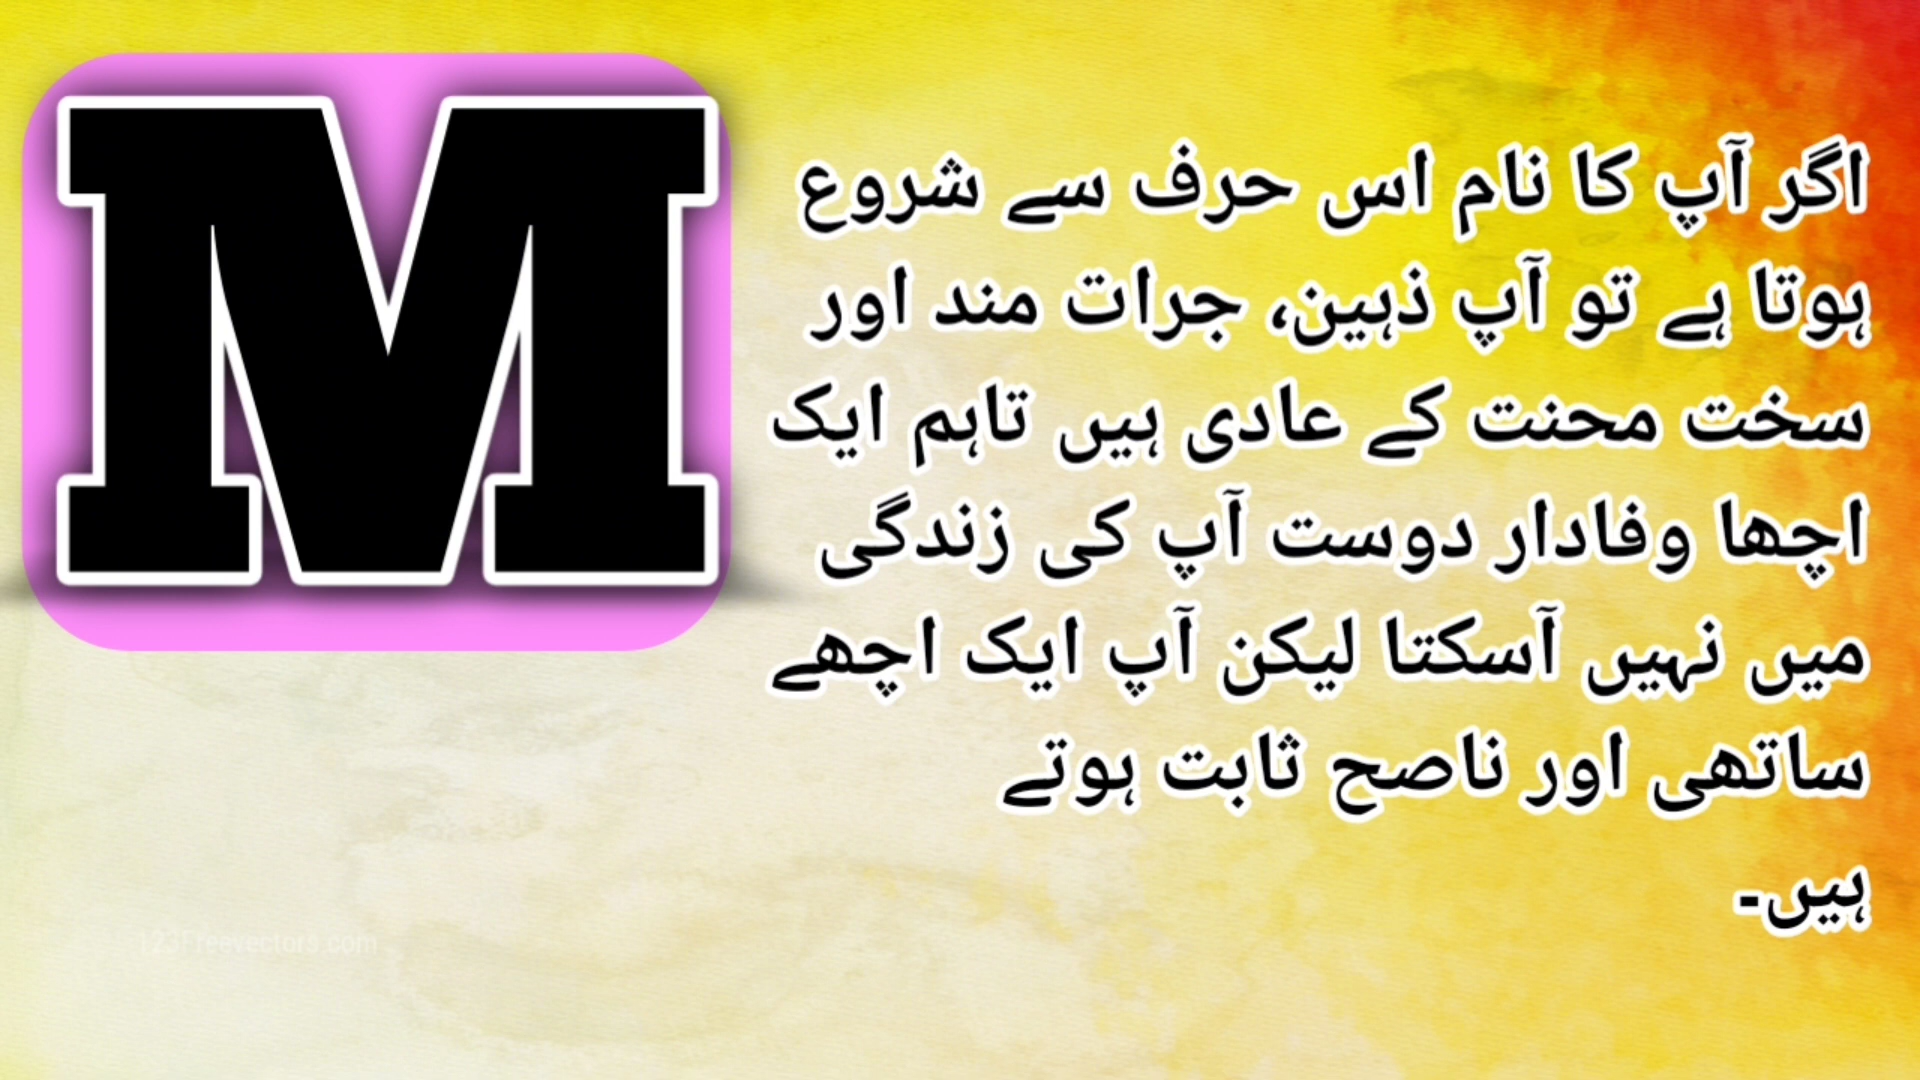 M
اگر آپ کا نام اس حرف سے شروع
ہوتا ہے تو آپ ذہین، جرات مند اور
سخت محنت کے عادی ہیں تاہم ایک
اچھا وفادار دوست آپ کی زندگی
میں نہیں آسکتا لیکن آپ ایک اچھے
ساتھی اور ناصح ثابت ہوتے
ہیں۔
123Freevectors.com